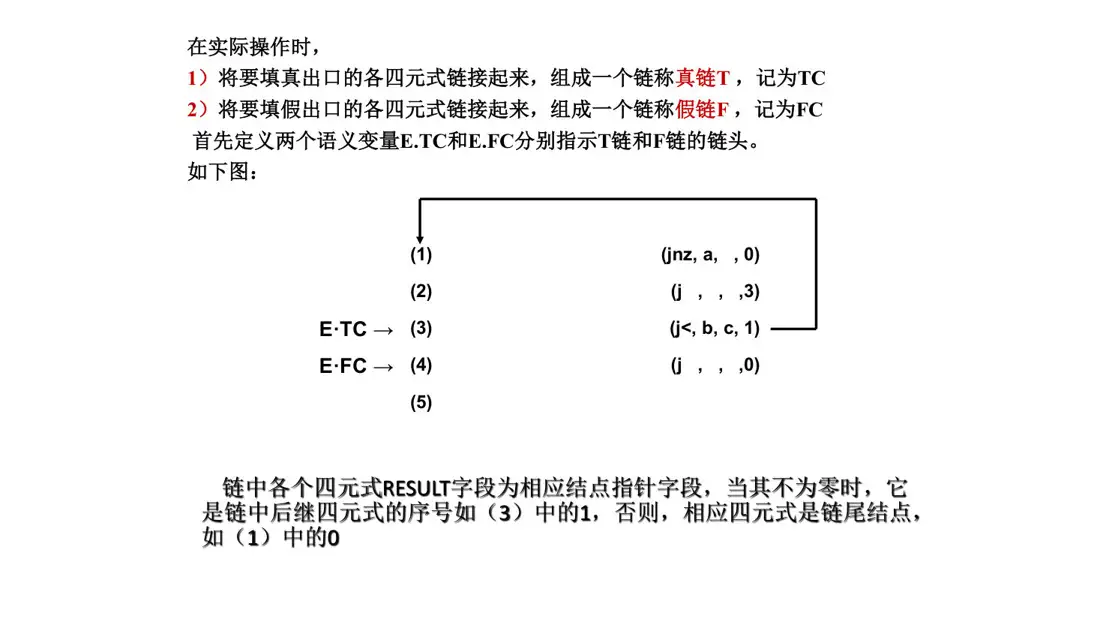 在实际操作时，
1）将要填真出口的各四元式链接起来，组成一个链称真链T ，记为TC
2）将要填假出口的各四元式链接起来，组成一个链称假链F ，记为FC
首先定义两个语义变量E.TC和E.FC分别指示T链和F链的链头。
如下图：
(1) (jnz, a, , 0)
(2) (j , , ,3)
E·TC → (3) (j<, b, c, 1)
E·FC → (4) (j , , ,0)
(5)
链中各个四元式RESULT字段为相应结点指针字段，当其不为零时，它
是链中后继四元式的序号如（3）中的1，否则，相应四元式是链尾结点，
如（1）中的0